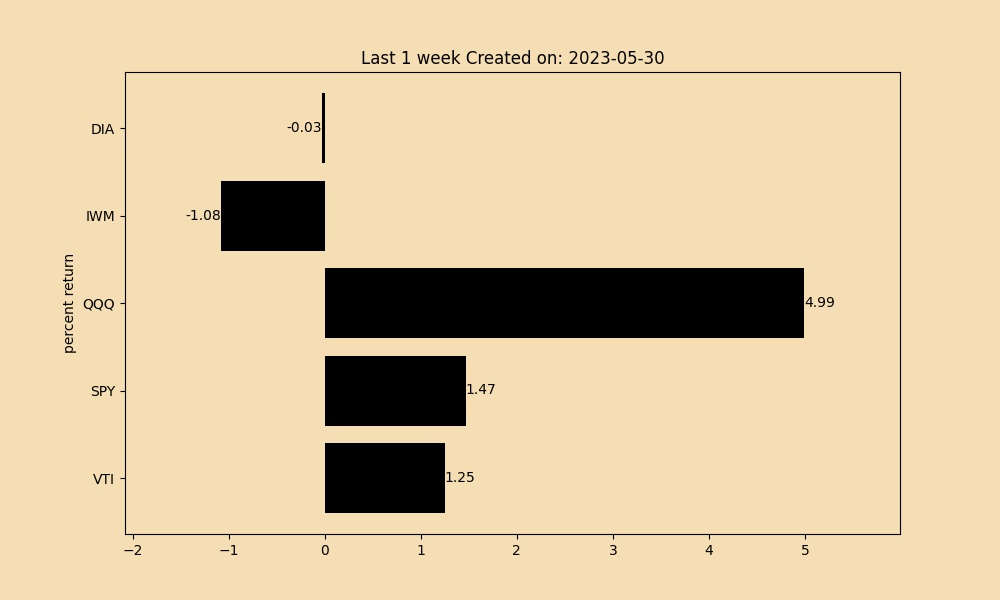 Last 1 week Created on: 2023-05-30
DIA
-0.03
IWM
-1.08
percent return
QQQ
4.99
SPY
1.47
VTI
1.25
−2 −1 0 1 2 3 4 5